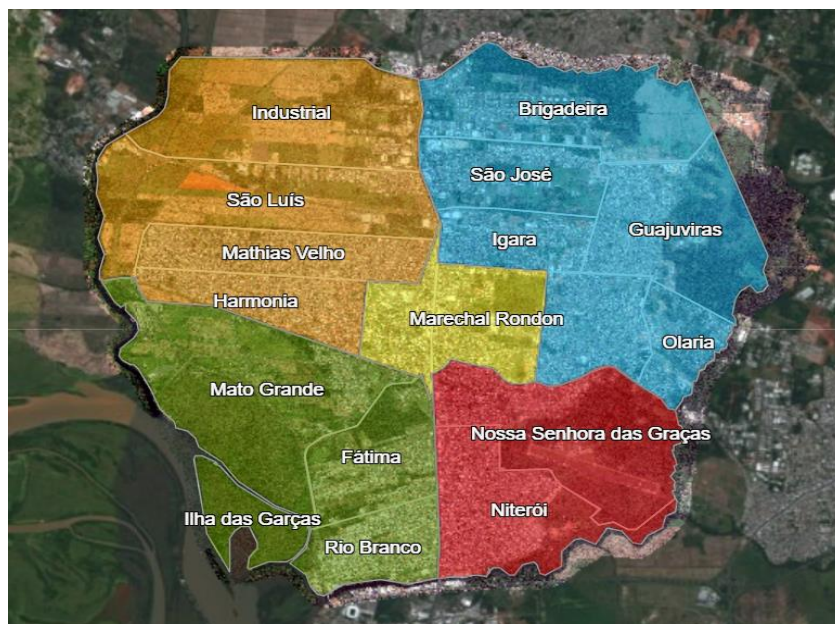 Industrial
Brigadeira
São José
São Luís
Guajuviras
Igara
Mathias Velho
Harmonia
Marechal Rondon
Olaria
Mato Grande
Nossa Senhora das Graças
Fátima
Niterói
Ilha das Garças
Rio Branco